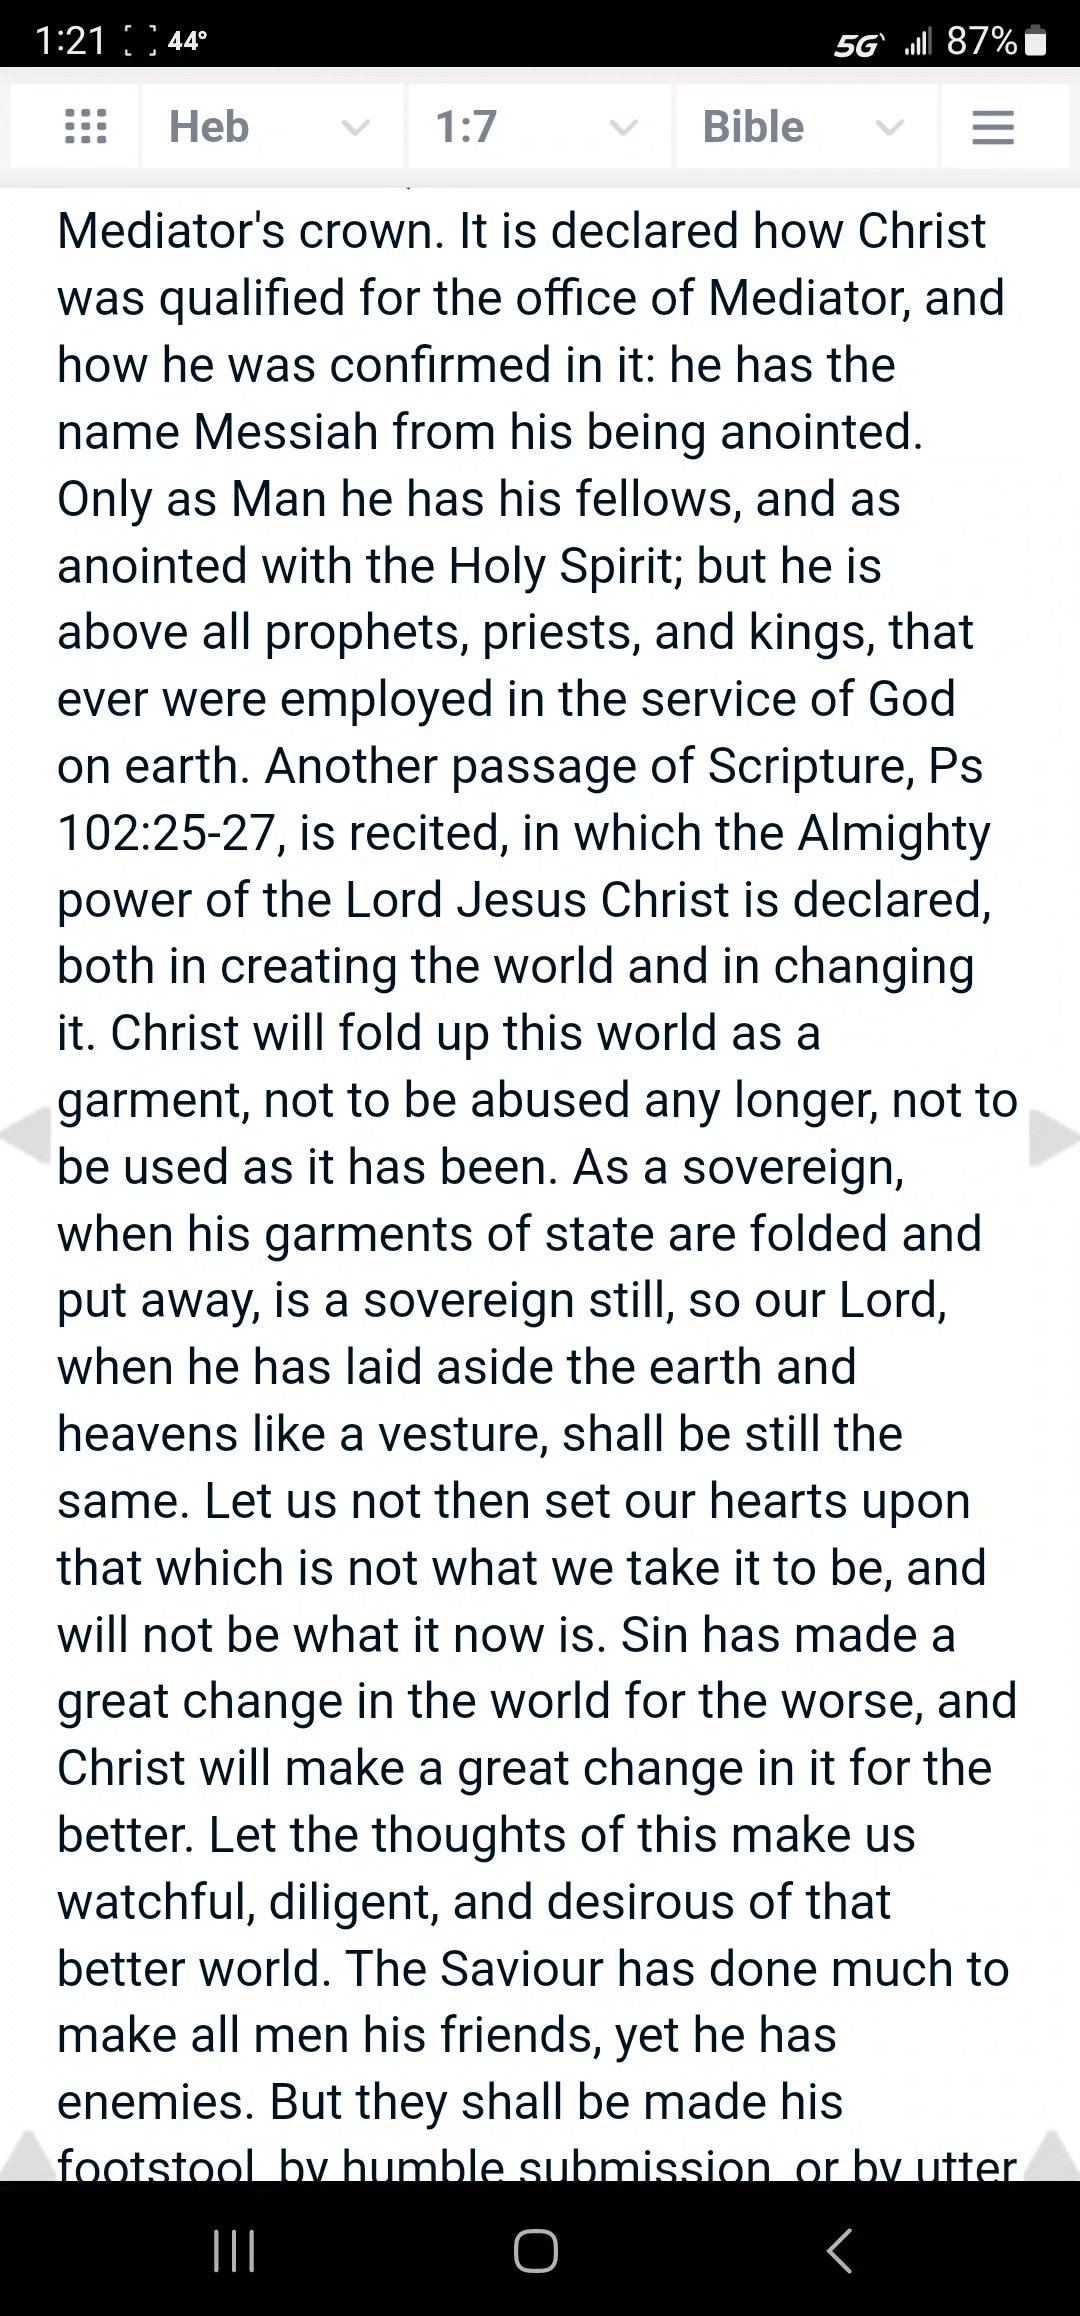 1:21 44° 5G 87%
Heb 1:7 Bible
Mediator's crown. It is declared how Christ
was qualified for the office of Mediator, and
how he was confirmed in it: he has the
name Messiah from his being anointed.
Only as Man he has his fellows, and as
anointed with the Holy Spirit; but he is
above all prophets, priests, and kings, that
ever were employed in the service of God
on earth. Another passage of Scripture, Ps
102:25-27, is recited, in which the Almighty
power of the Lord Jesus Christ is declared,
both in creating the world and in changing
it. Christ will fold up this world as a
garment, not to be abused any longer, not to
be used as it has been. As a sovereign,
when his garments of state are folded and
put away, is a sovereign still, so our Lord,
when he has laid aside the earth and
heavens like a vesture, shall be still the
same. Let us not then set our hearts upon
that which is not what we take it to be, and
will not be what it now is. Sin has made a
great change in the world for the worse, and
Christ will make a great change in it for the
better. Let the thoughts of this make us
watchful, diligent, and desirous of that
better world. The Saviour has done much to
make all men his friends, yet he has
enemies. But they shall be made his
footstool, by humble submission, or by utter